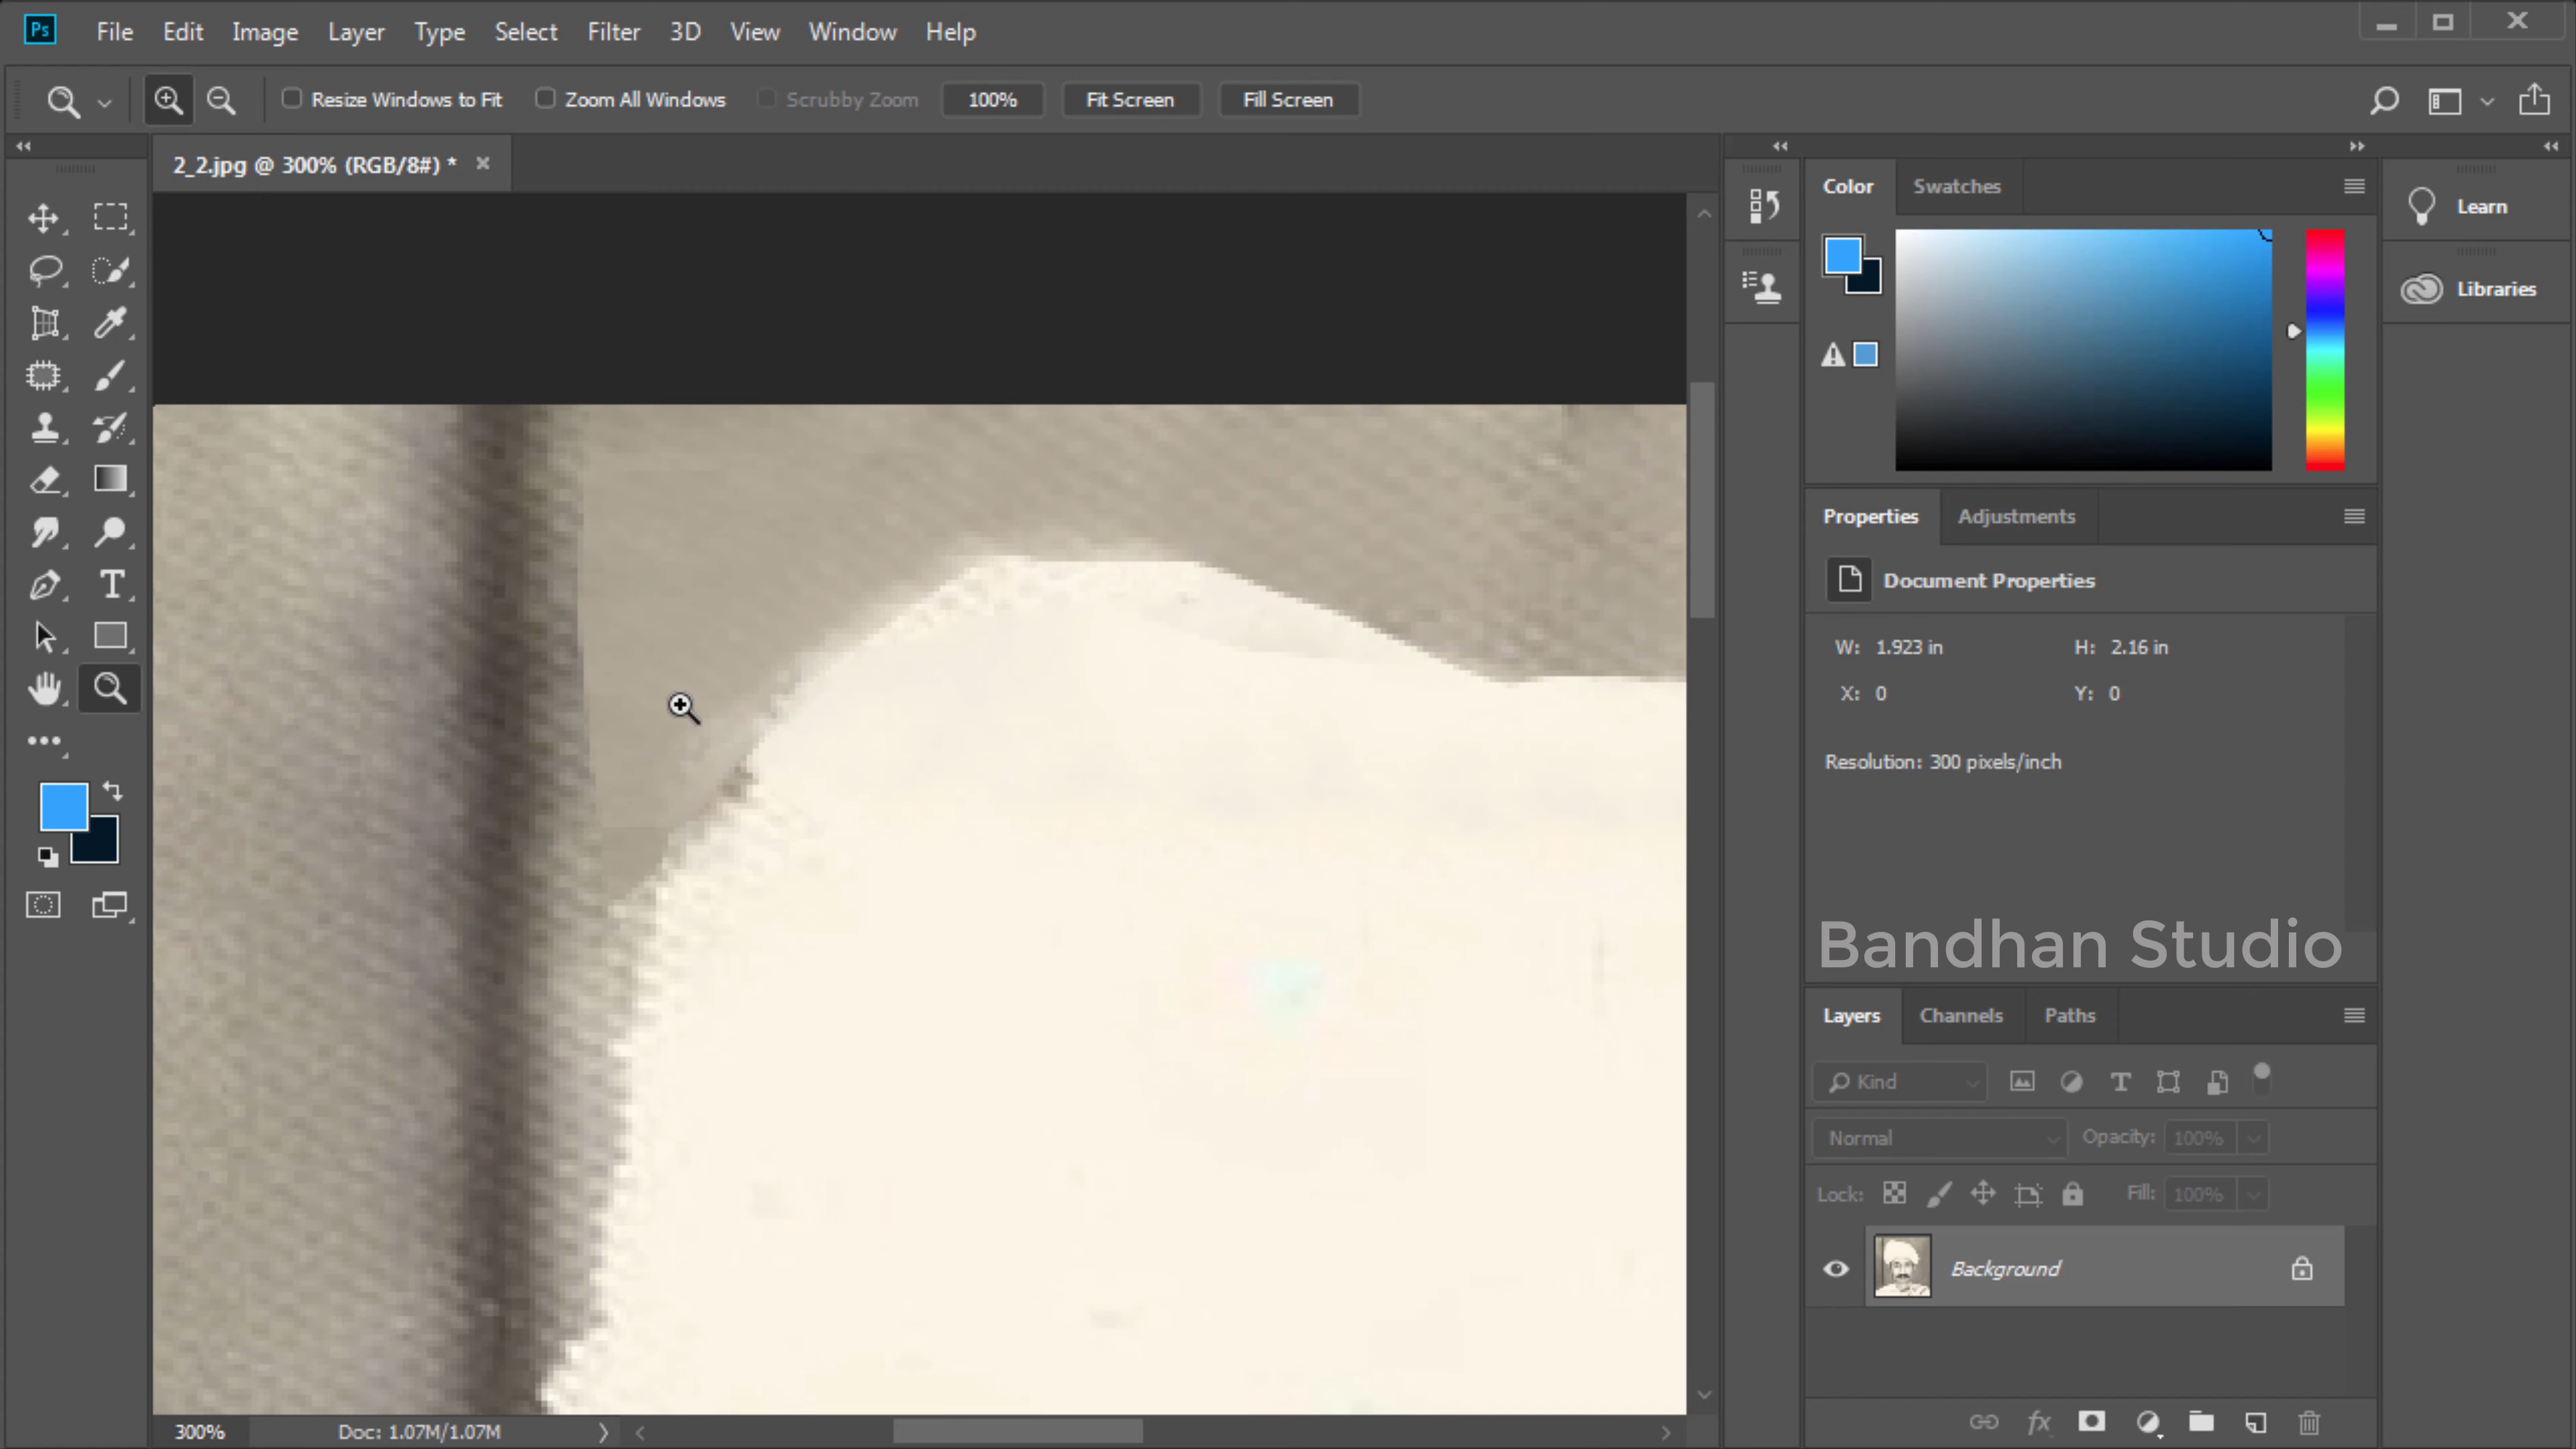 Ps File Edit Image Layer Type Select Filter 3D View Window Help
Resize Windows to Fit Zoom All Windows Scrubby Zoom 100% Fit Screen Fill Screen
2_2.jpg @ 300% (RGB/8#) *
Color Swatches
Learn
Libraries
Properties Adjustments
Document Properties
W: 1.923 in H: 2.16 in
X: 0 Y: 0
Resolution: 300 pixels/inch
Bandhan Studio
Layers Channels Paths
Kind
Normal Opacity: 100%
Lock: Fill: 100%
Background
300% Doc: 1.07M/1.07M